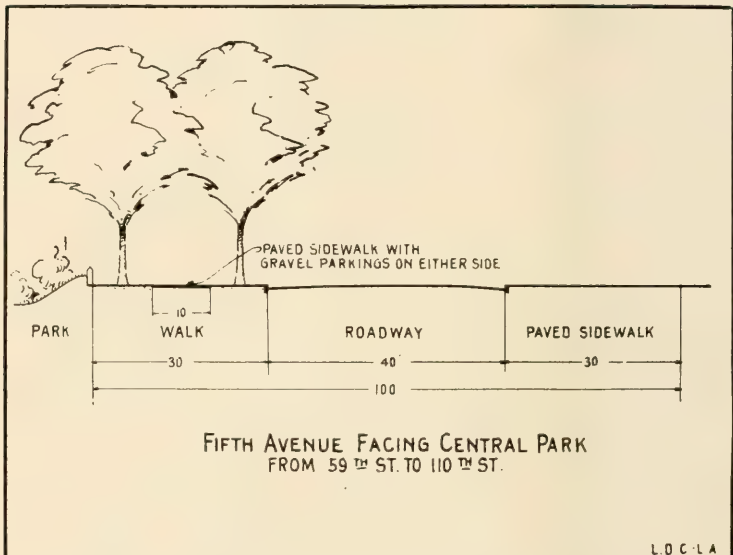 PAVED SIDEWALK WITH
GRAVEL PARKINGS ON EITHER SIDE
10
PARK WALK ROADWAY PAVED SIDEWALK
30 40 30
100
FIFTH AVENUE FACING CENTRAL PARK
FROM 59TH ST. TO 110TH ST.
L.D C-L A